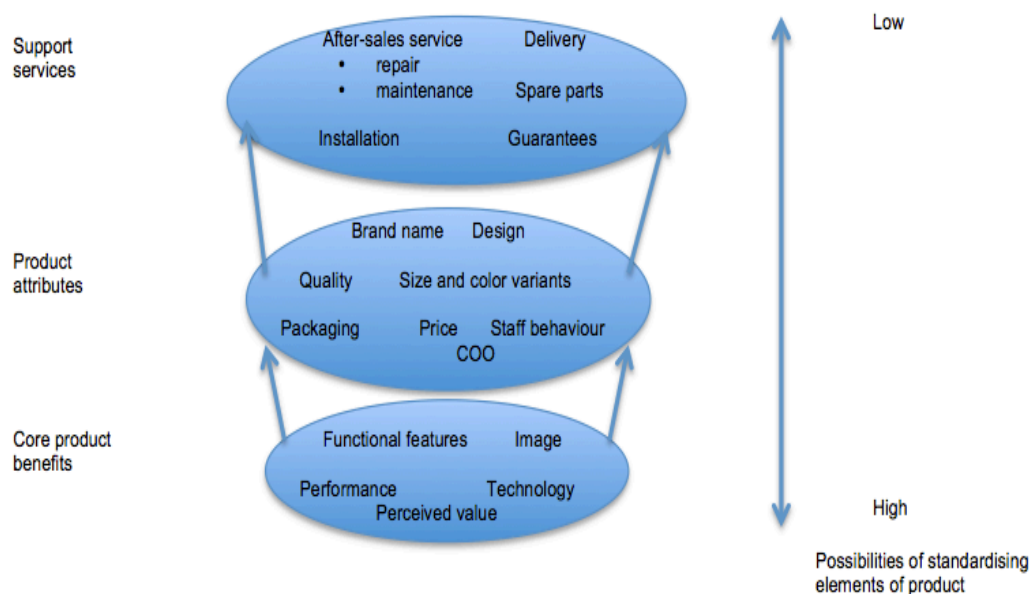 Support
services
After-sales service Delivery
• repair
• maintenance Spare parts
Installation Guarantees
Low
Product
attributes
Brand name Design
Quality Size and color variants
Packaging Price Staff behaviour
COO
Core product
benefits
Functional features Image
Performance Technology
Perceived value
High
Possibilities of standardising
elements of product